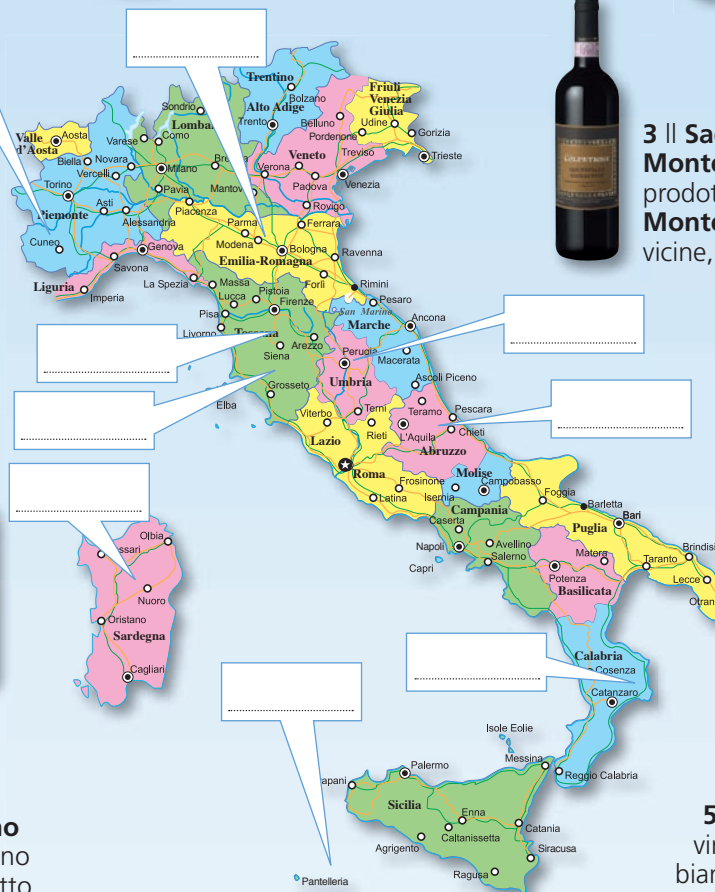 Trentino
Alto Adige
Bolzano
Trento
Friuli
Venezia
Giulia
Udine
Gorizia
Pordenone
Trieste
Belluno
Treviso
Veneto
Verona
Padova
Venezia
Rovigo
Sondrio
Como
Varese
Milano
Pavia
Valle
d'Aosta
Aosta
Biella
Novara
Vercelli
Torino
Asti
Piemonte
Alessandria
Cuneo
Piacenza
Parma
Ferrara
Modena
Bologna
Ravenna
Emilia-Romagna
Forlì
Rimini
Genova
Savona
Liguria
Imperia
La Spezia
Massa
Pistoia
Lucca
Firenze
Pisa
Livorno
Arezzo
Siena
Grosseto
Elba
San Marino
Pesaro
Marche
Ancona
Macerata
Ascoli Piceno
Perugia
Umbria
Terni
Viterbo
Rieti
Lazio
Roma
Frosinone
Latina
Teramo
Pescara
L'Aquila
Chieti
Abruzzo
Molise
Isernia
Campobasso
Campania
Caserta
Napoli
Avellino
Salerno
Capri
Foggia
Barletta
Bari
Puglia
Matera
Taranto
Brindisi
Lecce
Potenza
Basilicata
Calabria
Cosenza
Catanzaro
Reggio Calabria
Isole Eolie
Messina
Palermo
Sicilia
Enna
Catania
Caltanissetta
Agrigento
Siracusa
Ragusa
Pantelleria
Olbia
Nuoro
Oristano
Sardegna
Cagliari
3 Il
prodot
vicine,
5